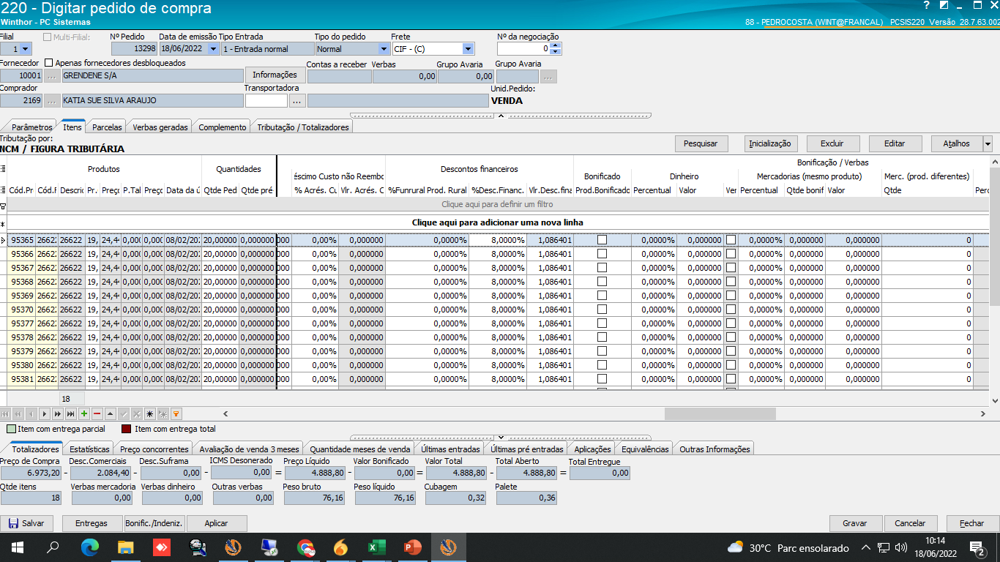 220 - Digitar pedido de compra
Winthor - PC Sistemas
88 - PEDROCOSTA (WINT@FRANCAL) PCSIS220 Versão 28.7.63.002
Filial Multi-Filial: Nº Pedido Data de emissão Tipo Entrada Tipo do pedido Frete Nº da negociação
1 13298 18/06/2022 1 - Entrada normal Normal CIF - (C) 0
Fornecedor Apenas fornecedores desbloqueados Contas a receber Verbas Grupo Avaria Grupo Avaria
10001 ... GRENDENE S/A Informações 0,00 0,00 ...
Comprador Transportadora Unid.Pedido:
2169 ... KATIA SUE SILVA ARAUJO ... VENDA
Parâmetros Itens Parcelas Verbas geradas Complemento Tributação / Totalizadores
Tributação por:
NCM / FIGURA TRIBUTÁRIA
Pesquisar Inicialização Excluir Editar Atalhos
Bonificação / Verbas
Produtos Quantidades Descontos financeiros
éscimo Custo não Reembo Bonificado Dinheiro Mercadorias (mesmo produto) Merc. (prod. diferentes)
Cód.Pr Cód.F Descriç Pr. Preço P.Tal Preço Data da ú Qtde Ped Qtde pré % Acrés. Cu Vlr. Acrés. C %Funrural Prod. Rural %Desc.Financ. Vlr.Desc.fina Prod.Bonificado Percentual Valor Ver Percentual Qtde bonif Valor Qtde Perc
Clique aqui para definir um filtro
Clique aqui para adicionar uma nova linha
95365 2662 26622 19, 24,4 0,000 0,000 08/02/20 20,00000 0,000000 000 0,00% 0,000000 0,0000% 8,0000% 1,086401 0,0000% 0,000000 0,0000% 0,000000 0,000000 0
95366 2662 26622 19, 24,4 0,000 0,000 08/02/20 20,00000 0,000000 000 0,00% 0,000000 0,0000% 8,0000% 1,086401 0,0000% 0,000000 0,0000% 0,000000 0,000000 0
95367 2662 26622 19, 24,4 0,000 0,000 08/02/20 20,00000 0,000000 000 0,00% 0,000000 0,0000% 8,0000% 1,086401 0,0000% 0,000000 0,0000% 0,000000 0,000000 0
95368 2662 26622 19, 24,4 0,000 0,000 08/02/20 20,00000 0,000000 000 0,00% 0,000000 0,0000% 8,0000% 1,086401 0,0000% 0,000000 0,0000% 0,000000 0,000000 0
95369 2662 26622 19, 24,4 0,000 0,000 08/02/20 20,00000 0,000000 000 0,00% 0,000000 0,0000% 8,0000% 1,086401 0,0000% 0,000000 0,0000% 0,000000 0,000000 0
95370 2662 26622 19, 24,4 0,000 0,000 08/02/20 20,00000 0,000000 000 0,00% 0,000000 0,0000% 8,0000% 1,086401 0,0000% 0,000000 0,0000% 0,000000 0,000000 0
95377 2662 26622 19, 24,4 0,000 0,000 08/02/20 20,00000 0,000000 000 0,00% 0,000000 0,0000% 8,0000% 1,086401 0,0000% 0,000000 0,0000% 0,000000 0,000000 0
95378 2662 26622 19, 24,4 0,000 0,000 08/02/20 20,00000 0,000000 000 0,00% 0,000000 0,0000% 8,0000% 1,086401 0,0000% 0,000000 0,0000% 0,000000 0,000000 0
95379 2662 26622 19, 24,4 0,000 0,000 08/02/20 20,00000 0,000000 000 0,00% 0,000000 0,0000% 8,0000% 1,086401 0,0000% 0,000000 0,0000% 0,000000 0,000000 0
95380 2662 26622 19, 24,4 0,000 0,000 08/02/20 20,00000 0,000000 000 0,00% 0,000000 0,0000% 8,0000% 1,086401 0,0000% 0,000000 0,0000% 0,000000 0,000000 0
95381 2662 26622 19, 24,4 0,000 0,000 08/02/20 20,00000 0,000000 000 0,00% 0,000000 0,0000% 8,0000% 1,086401 0,0000% 0,000000 0,0000% 0,000000 0,000000 0
18
Item com entrega parcial Item com entrega total
Totalizadores Estatísticas Preço concorrentes Avaliação de venda 3 meses Quantidade meses de venda Últimas entradas Últimas pré entradas Aplicações Equivalências Outras Informações
Preço de Compra Desc.Comerciais Desc.Suframa ICMS Desonerado Preço Líquido Valor Bonificado Valor Total Total Aberto Total Entregue
6.973,20 - 2.084,40 - 0,00 - 0,00 = 4.888,80 - 0,00 = 4.888,80 - 4.888,80 = 0,00
Qtde itens Verbas mercadoria Verbas dinheiro Outras verbas Peso bruto Peso líquido Cubagem Palete
18 0,00 0,00 0,00 76,16 76,16 0,32 0,36
Salvar Entregas Bonific./Indeniz. Aplicar Gravar Cancelar Fechar
30°C Parc ensolarado 10:14
18/06/2022 2